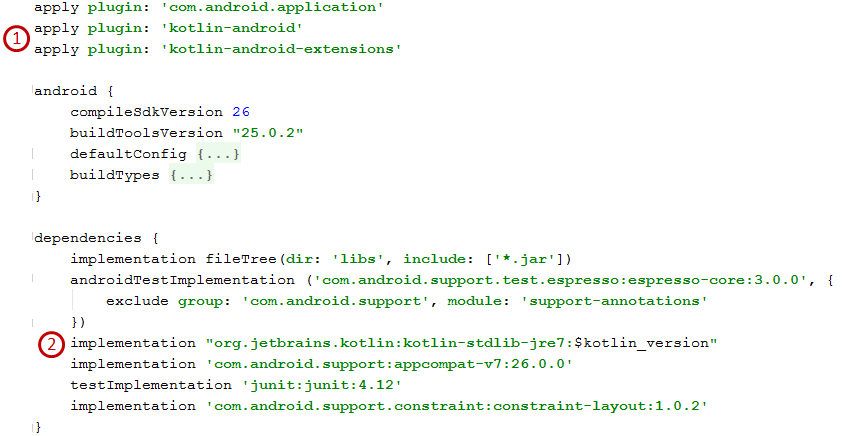 apply plugin: 'com.android.application'
1 apply plugin: 'kotlin-android'
apply plugin: 'kotlin-android-extensions'
android {
compileSdkVersion 26
buildToolsVersion "25.0.2"
defaultConfig {...}
buildTypes {...}
}
dependencies {
implementation fileTree(dir: 'libs', include: ['*.jar'])
androidTestImplementation ('com.android.support.test.espresso:espresso-core:3.0.0', {
exclude group: 'com.android.support', module: 'support-annotations'
})
2 implementation "org.jetbrains.kotlin:kotlin-stdlib-jre7:$kotlin_version"
implementation 'com.android.support:appcompat-v7:26.0.0'
testImplementation 'junit:junit:4.12'
implementation 'com.android.support.constraint:constraint-layout:1.0.2'
}